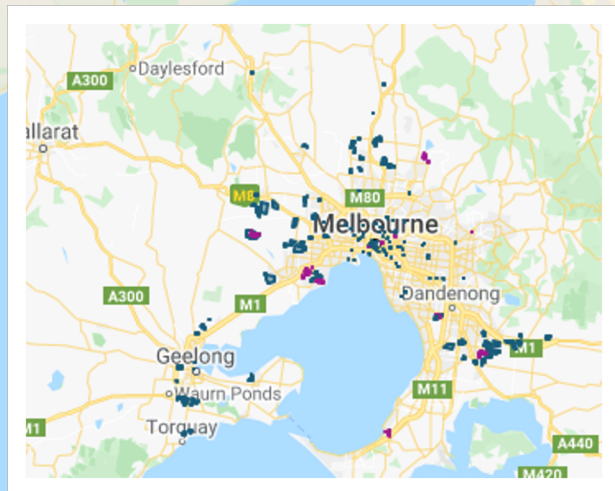 A300
Daylesford
allarat
M8
M80
Melbourne
A300
M1
Dandenong
Geelong
M1
M11
Waurn Ponds
M1
Torquay
A440
M420